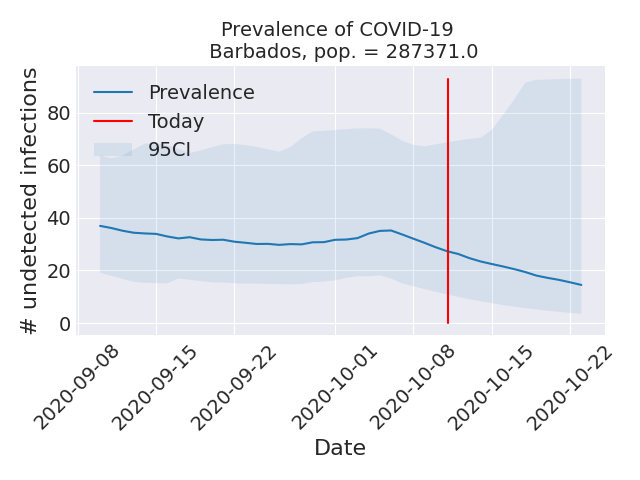 Prevalence of COVID-19
Barbados, pop. = 287371.0
# undetected infections
80
60
40
20
0
Prevalence
Today
95CI
2020-09-08
2020-09-15
2020-09-22
2020-10-01
2020-10-08
2020-10-15
2020-10-22
Date